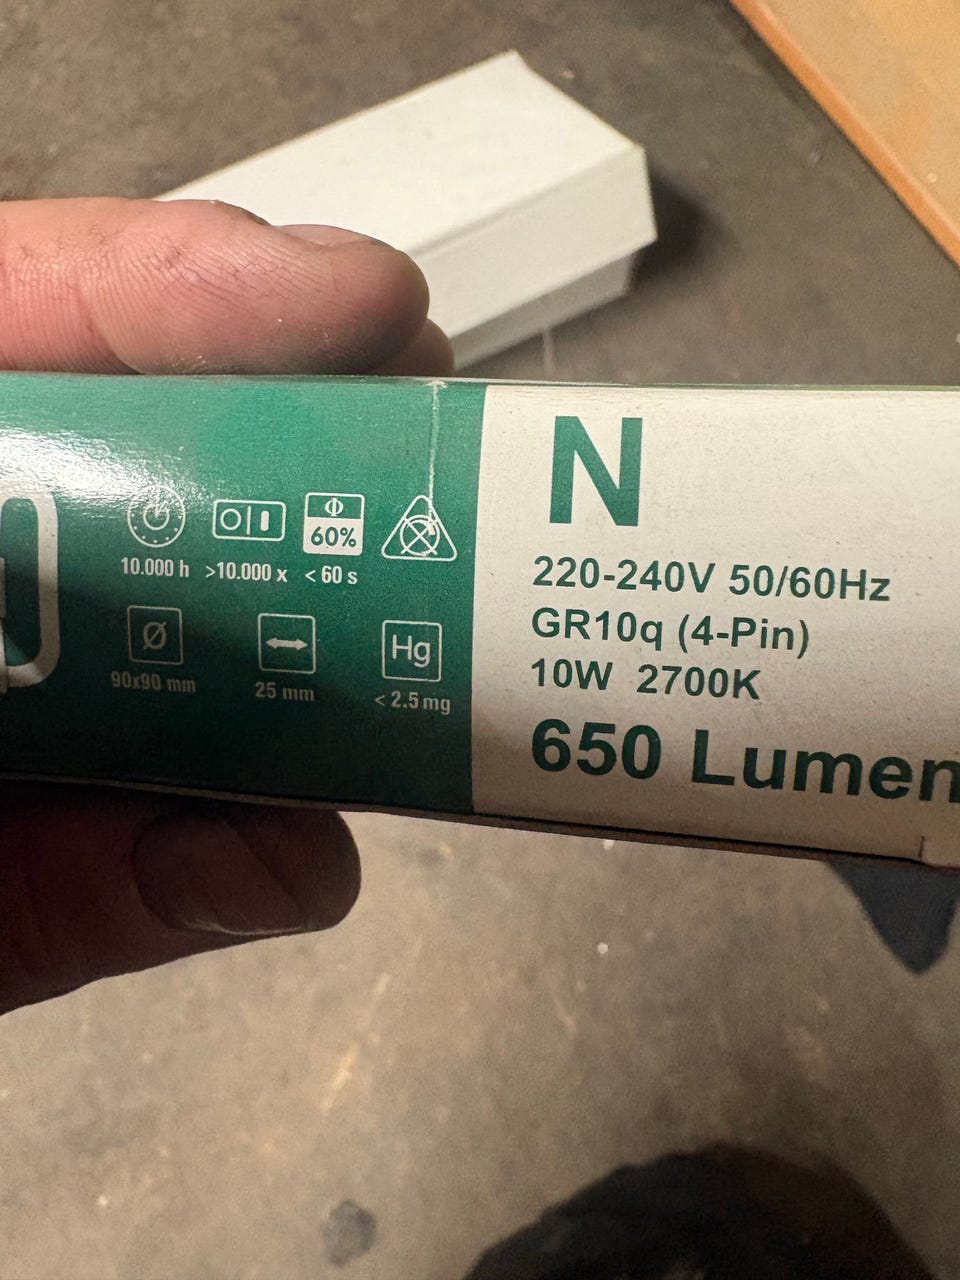 Φ
60%
10.000 h >10.000 x < 60 s
Ø
Hg
90x90 mm 25 mm < 2.5 mg
N
220-240V 50/60Hz
GR10q (4-Pin)
10W 2700K
650 Lumen